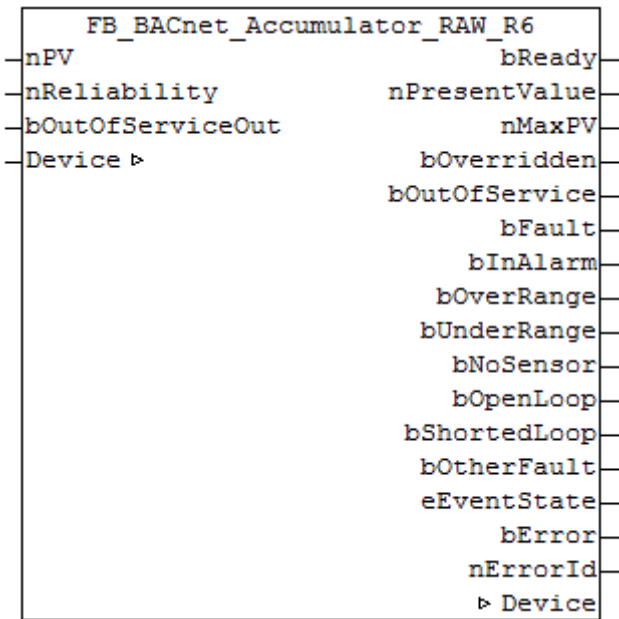 FB_BACnet_Accumulator_RAW_R6
nPV bReady
nReliability nPresentValue
bOutOfServiceOut nMaxPV
Device ▷ bOverridden
bOutOfService
bFault
bInAlarm
bOverRange
bUnderRange
bNoSensor
bOpenLoop
bShortedLoop
bOtherFault
eEventState
bError
nErrorId
▷ Device